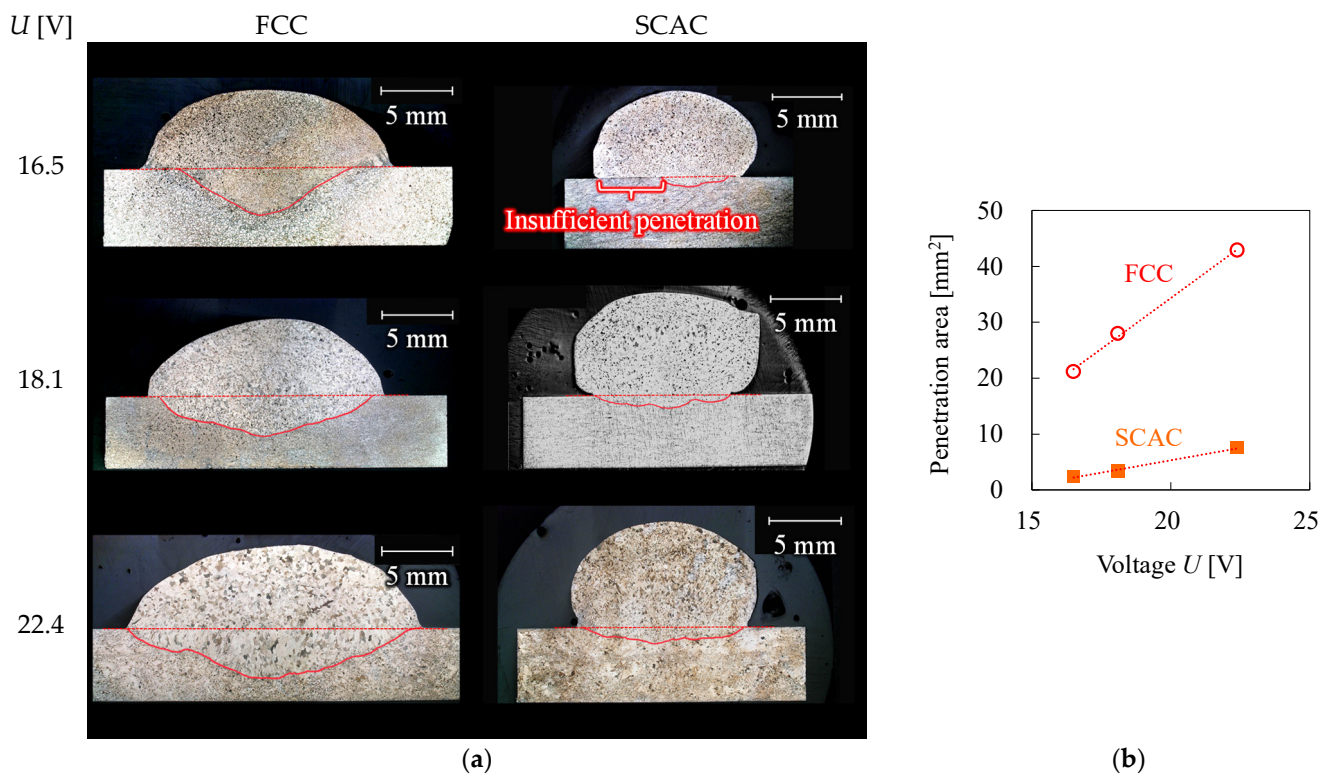 U [V] FCC SCAC
16.5
5 mm
5 mm
Insufficient penetration
18.1
5 mm
5 mm
22.4
5 mm
5 mm
(a)
Penetration area [mm²]
50
40
30
20
10
0
FCC
SCAC
15 20 25
Voltage U [V]
(b)